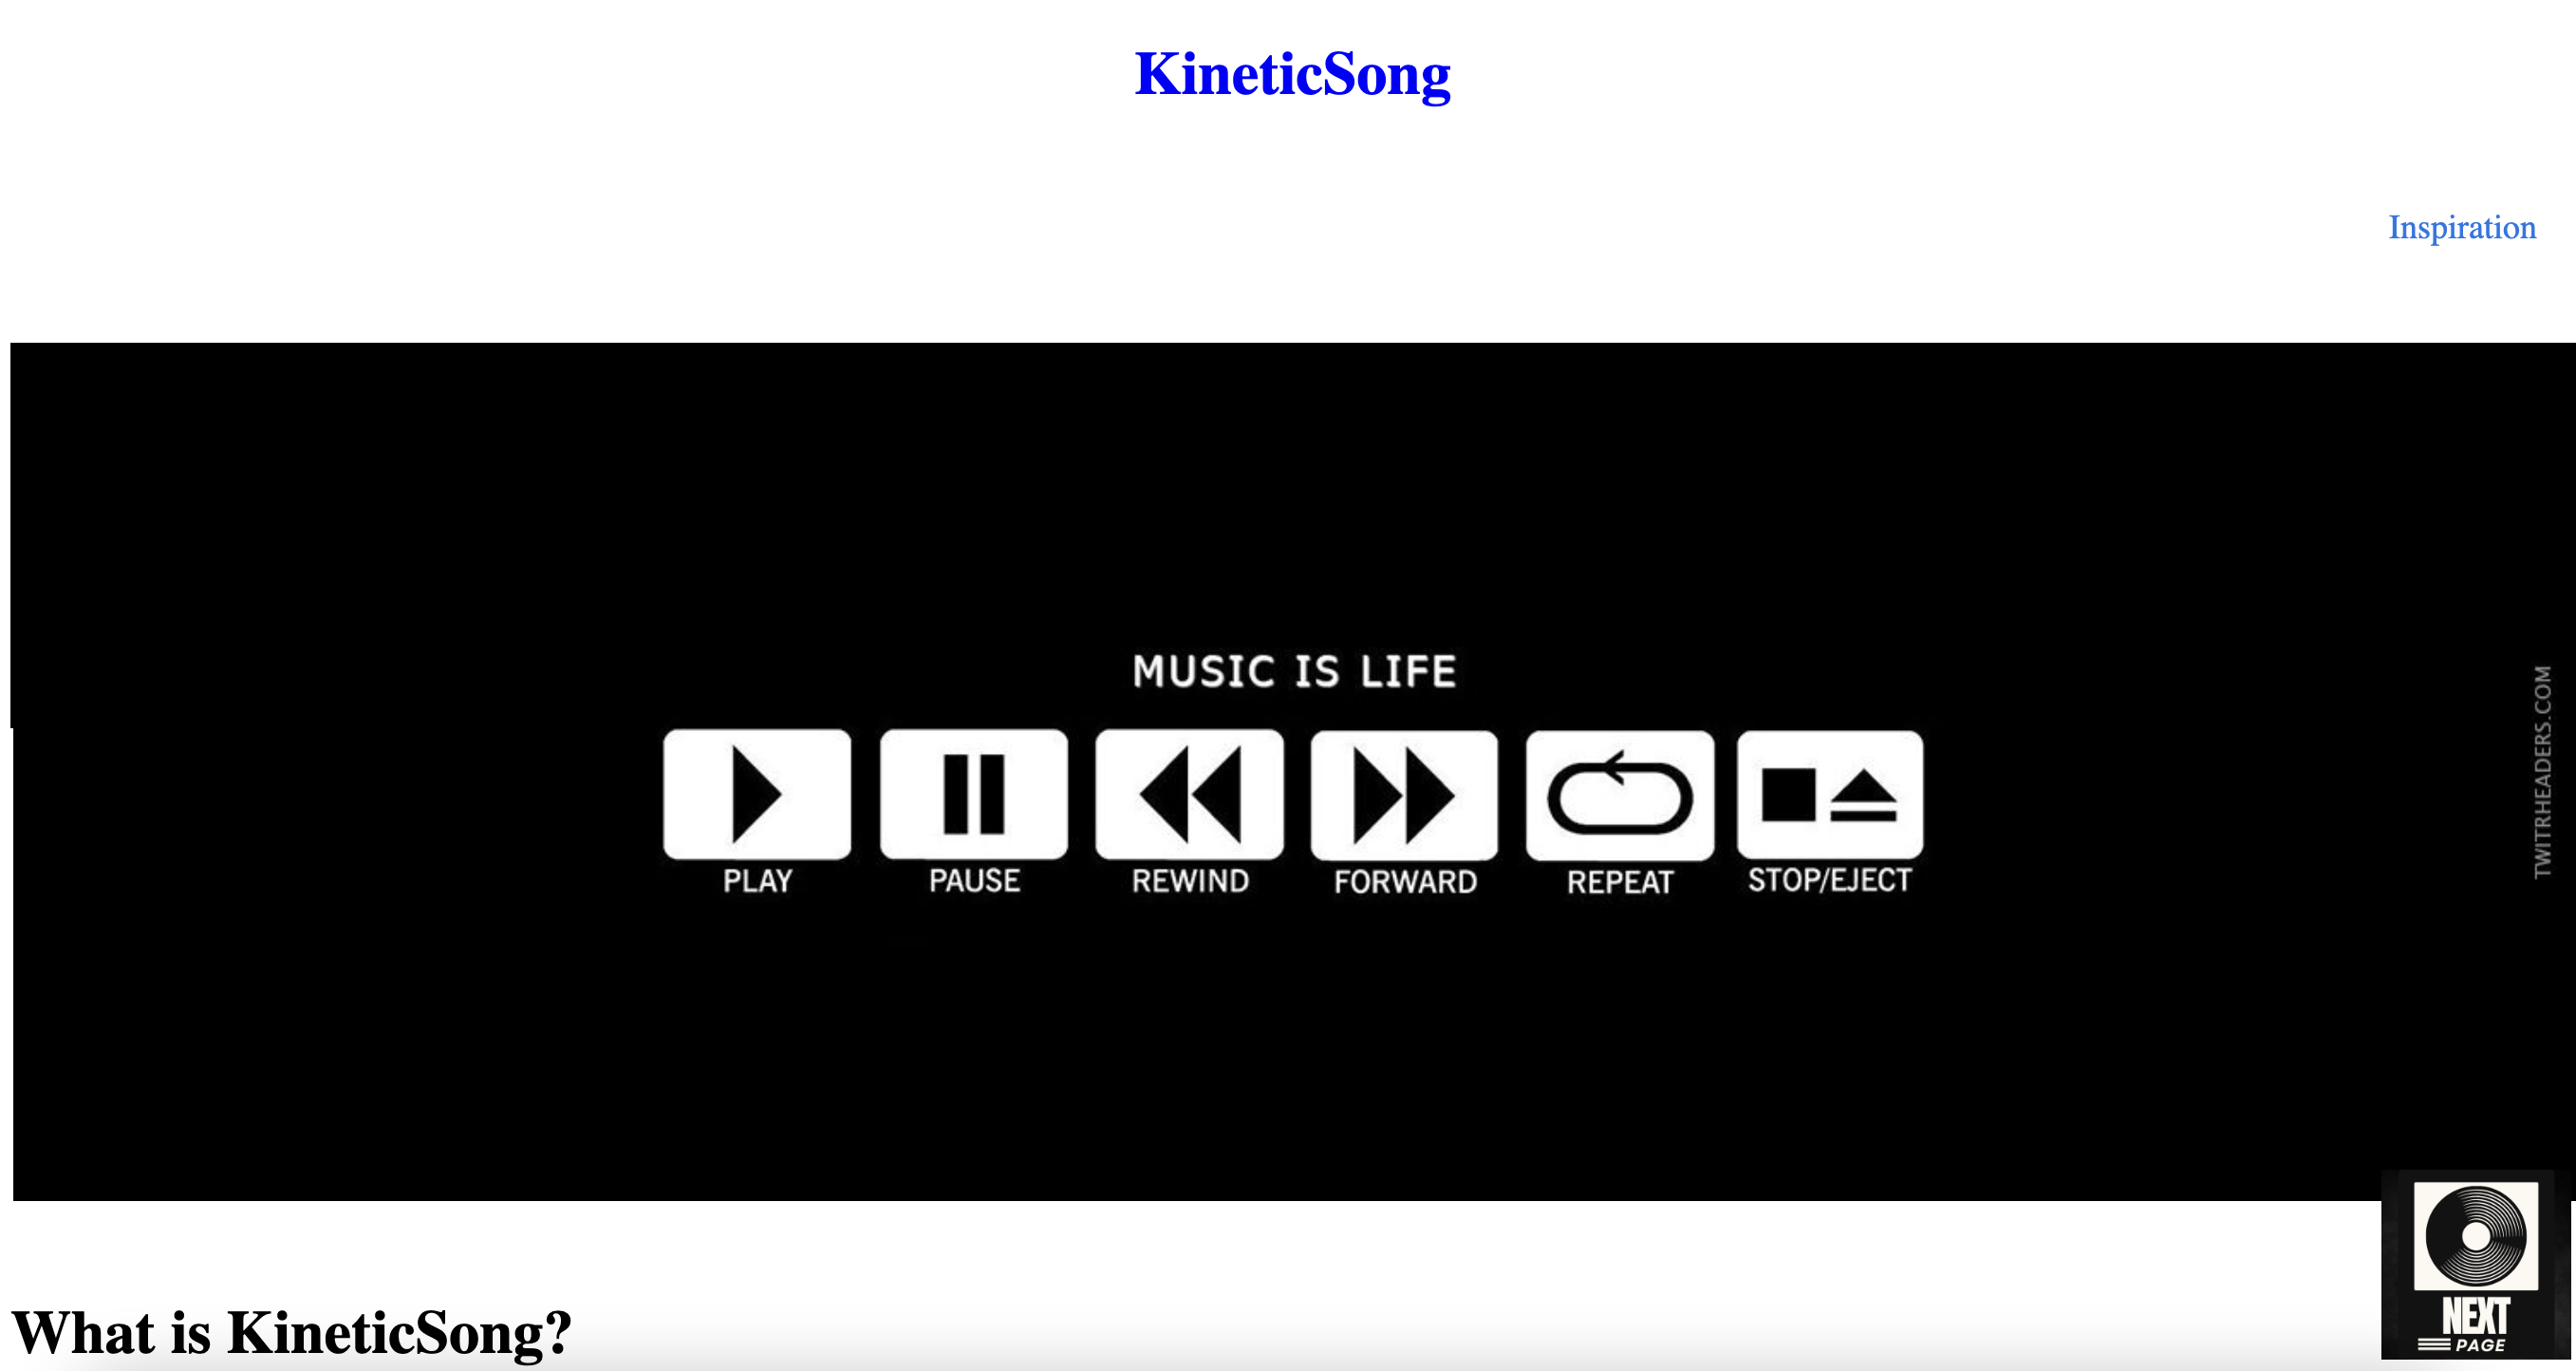 KineticSong
Inspiration
MUSIC IS LIFE
PLAY PAUSE REWIND FORWARD REPEAT STOP/EJECT
TWITRHEADERS.COM
What is KineticSong?
NEXT
PAGE